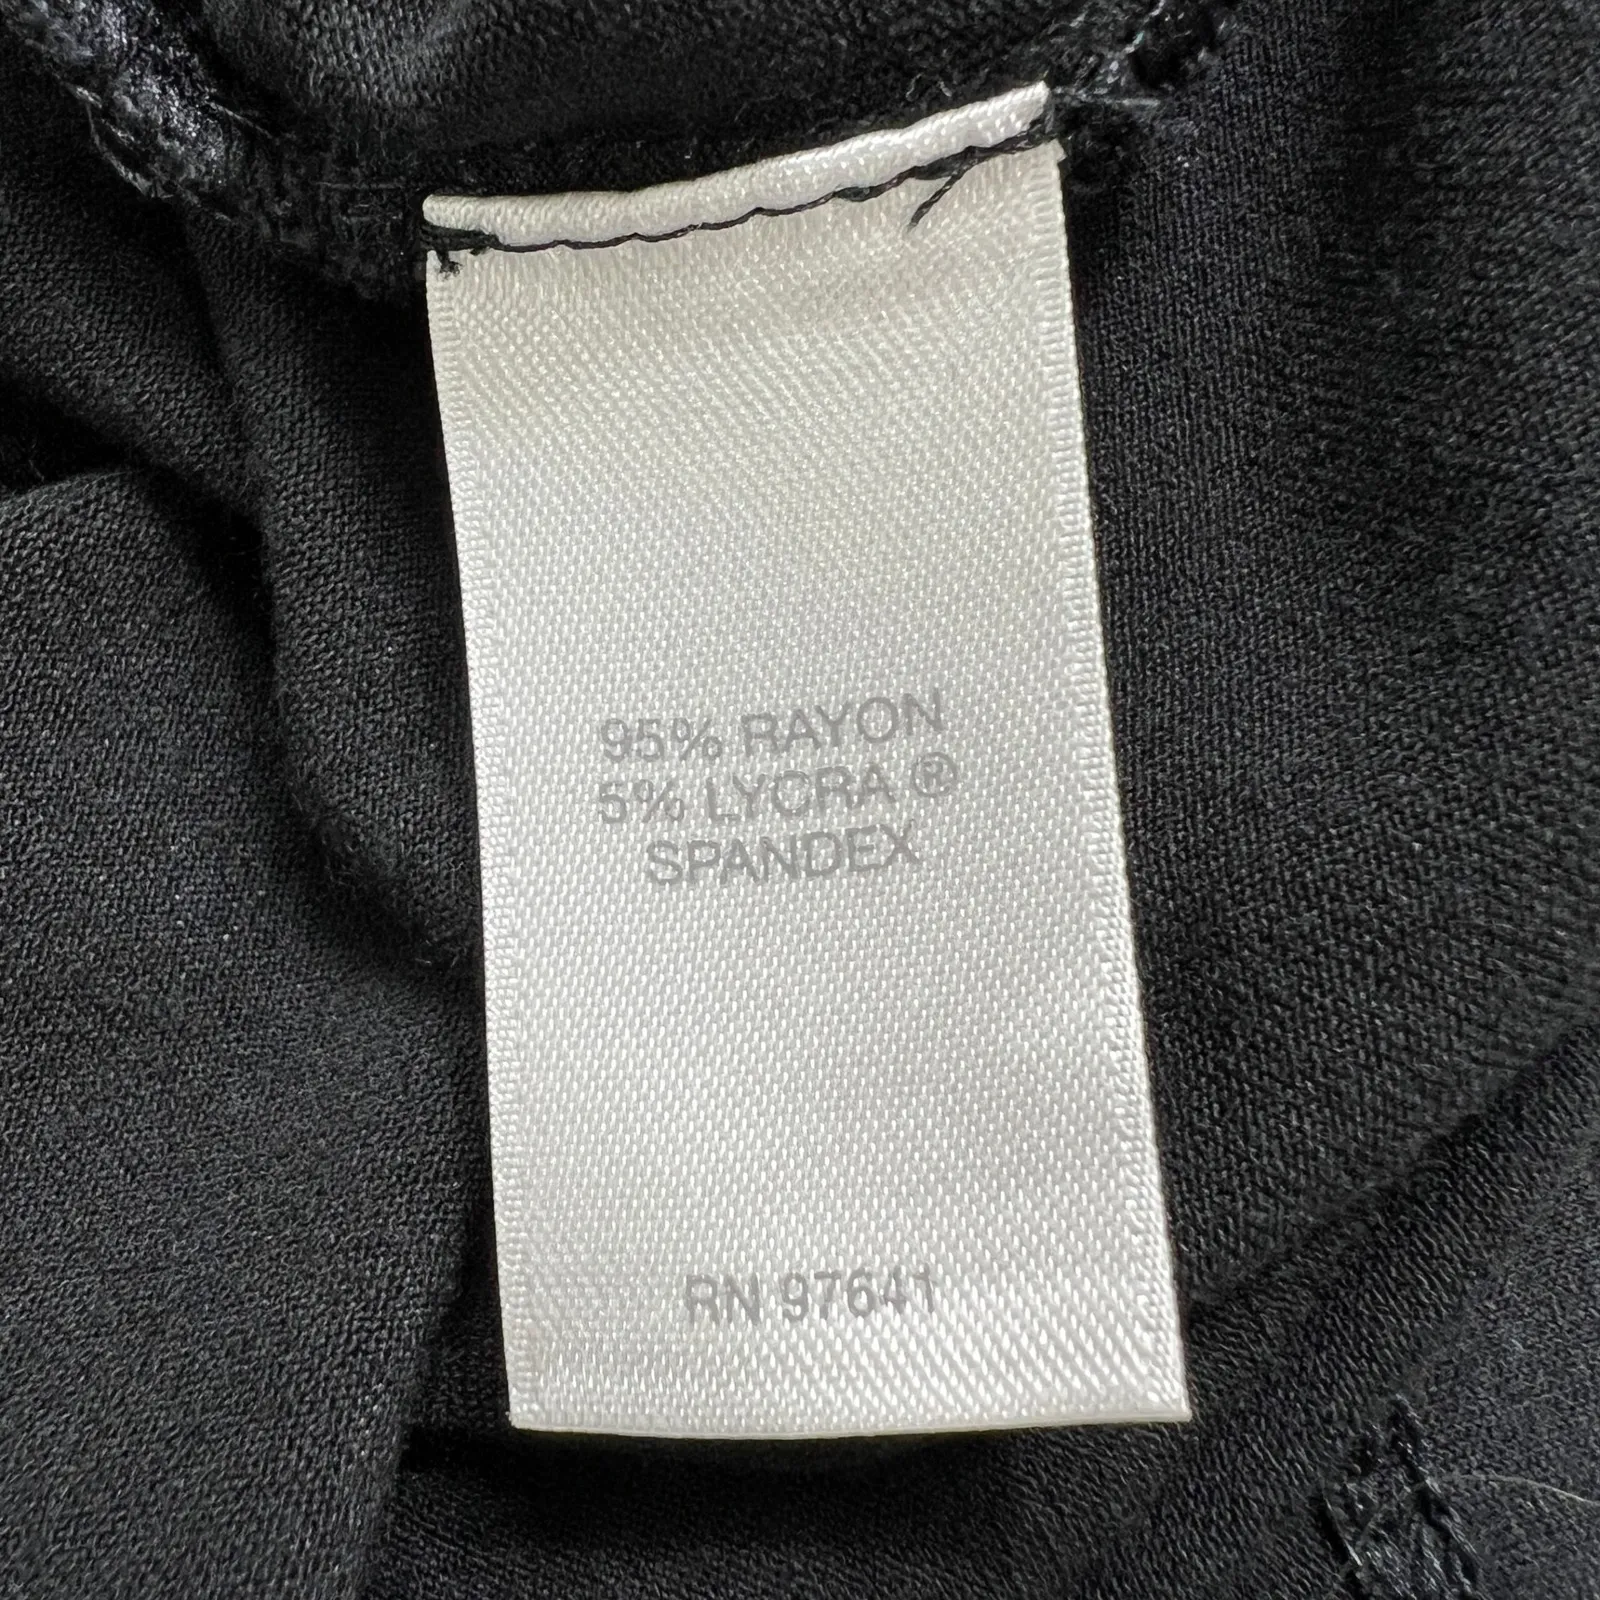 95% RAYON
5% LYCRA ®
SPANDEX
RN 97641